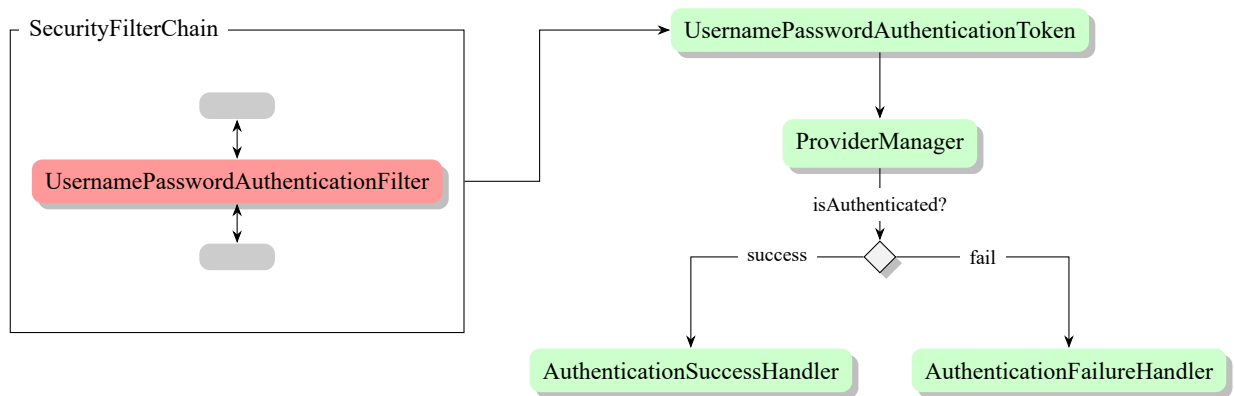 SecurityFilterChain
UsernamePasswordAuthenticationFilter
UsernamePasswordAuthenticationToken
ProviderManager
isAuthenticated?
success
fail
AuthenticationSuccessHandler
AuthenticationFailureHandler